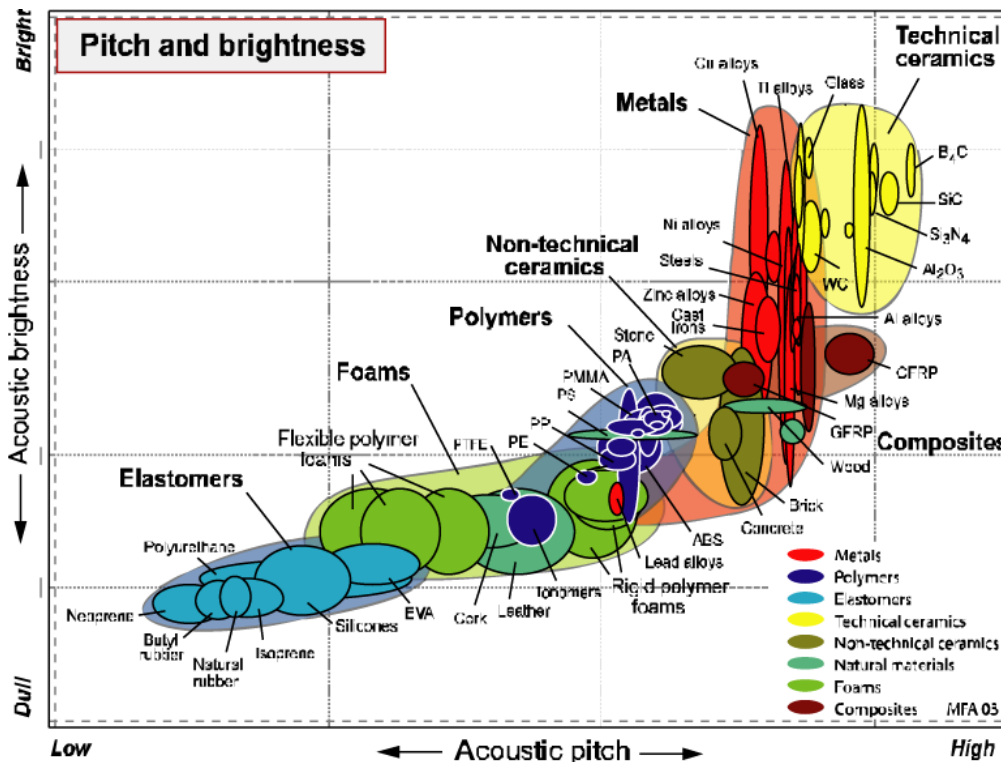 Pitch and brightness
Bright
Acoustic brightness
Dull
Low
Acoustic pitch
High
Technical
ceramics
Cu alloys
Ti alloys
Glass
Metals
B4C
SiC
Si3N4
Al2O3
WC
Non-technical
ceramics
Ni alloys
Steels
Zinc alloys
Cast
Irons
Al alloys
Polymers
Stone
PA
PMMA
PS
PP
PE
PTFE
CFRP
Mg alloys
GFRP
Composites
Wood
Foams
Flexible polymer
foams
Elastomers
Brick
Concrete
ABS
Lead alloys
Rigid polymer
foams
Ionomers
Leather
Cork
EVA
Silicones
Isoprene
Natural
rubber
Butyl
rubber
Neoprene
Polyurethane
Metals
Polymers
Elastomers
Technical ceramics
Non-technical ceramics
Natural materials
Foams
Composites MFA 03